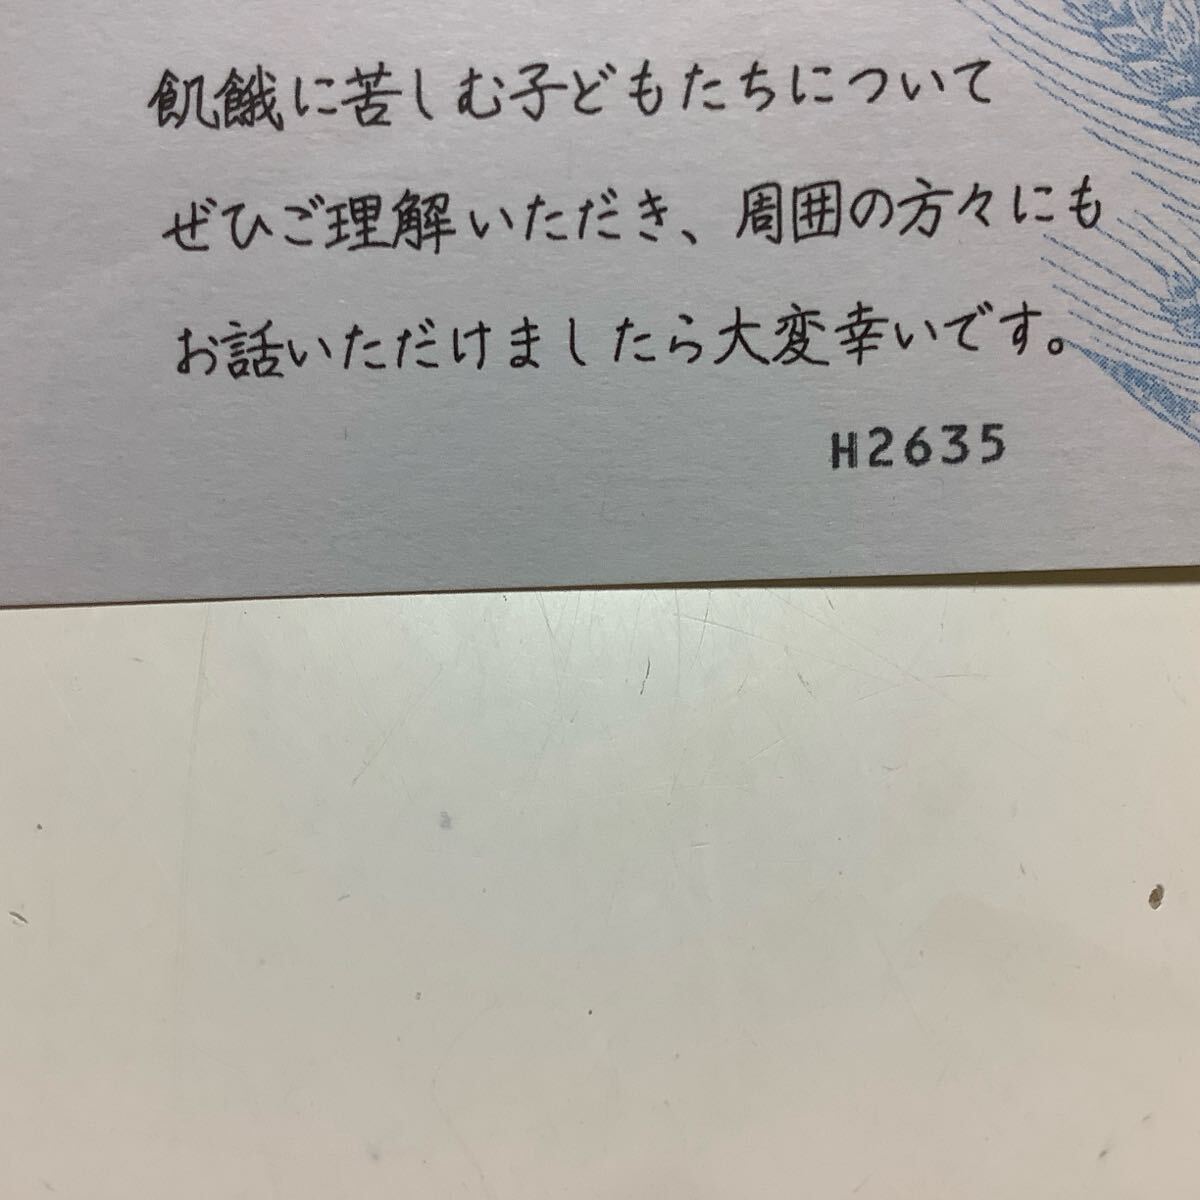 飢餓に苦しむ子どもたちについて
ぜひご理解いただき、周囲の方々にも
お話いただけましたら大変幸いです。
H2635